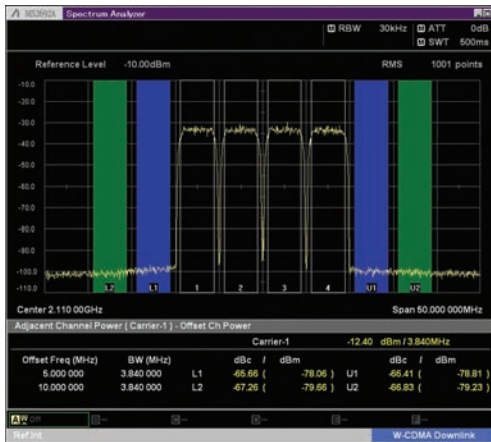 MS2692A Spectrum Analyzer
M RBW 30kHz M ATT 0dB
M SWT 500ms
Reference Level -10.00dBm RMS 1001 points
-10.0
-20.0
-30.0
-40.0
-50.0
-60.0
-70.0
-80.0
-90.0
-100.0
-110.0
L2 L1 1 2 3 4 U1 U2
Center 2.110 00GHz Span 50.000 000MHz
Adjacent Channel Power ( Carrier-1 ) - Offset Ch Power
Carrier-1 -12.40 dBm / 3.840MHz
Offset Freq (MHz) BW (MHz) dBc / dBm dBc / dBm
5.000 000 3.840 000 L1 -65.66 ( -78.06 ) U1 -66.41 ( -78.81 )
10.000 000 3.840 000 L2 -67.26 ( -79.66 ) U2 -66.83 ( -79.23 )
A W Off
Ref.Int W-CDMA Downlink